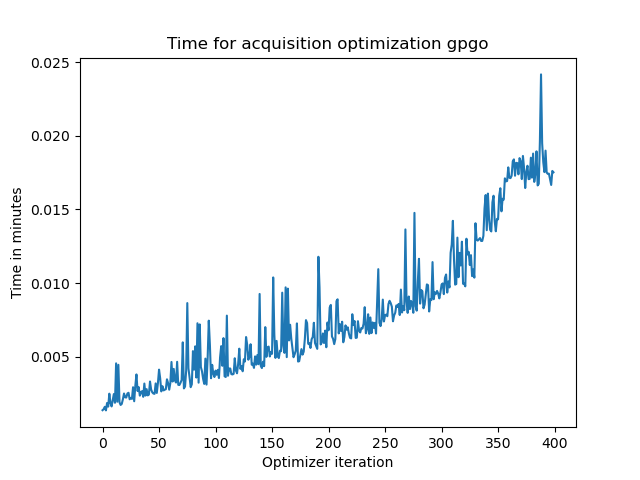 Time for acquisition optimization gpgo
0.025
0.020
0.015
0.010
0.005
Time in minutes
0 50 100 150 200 250 300 350 400
Optimizer iteration